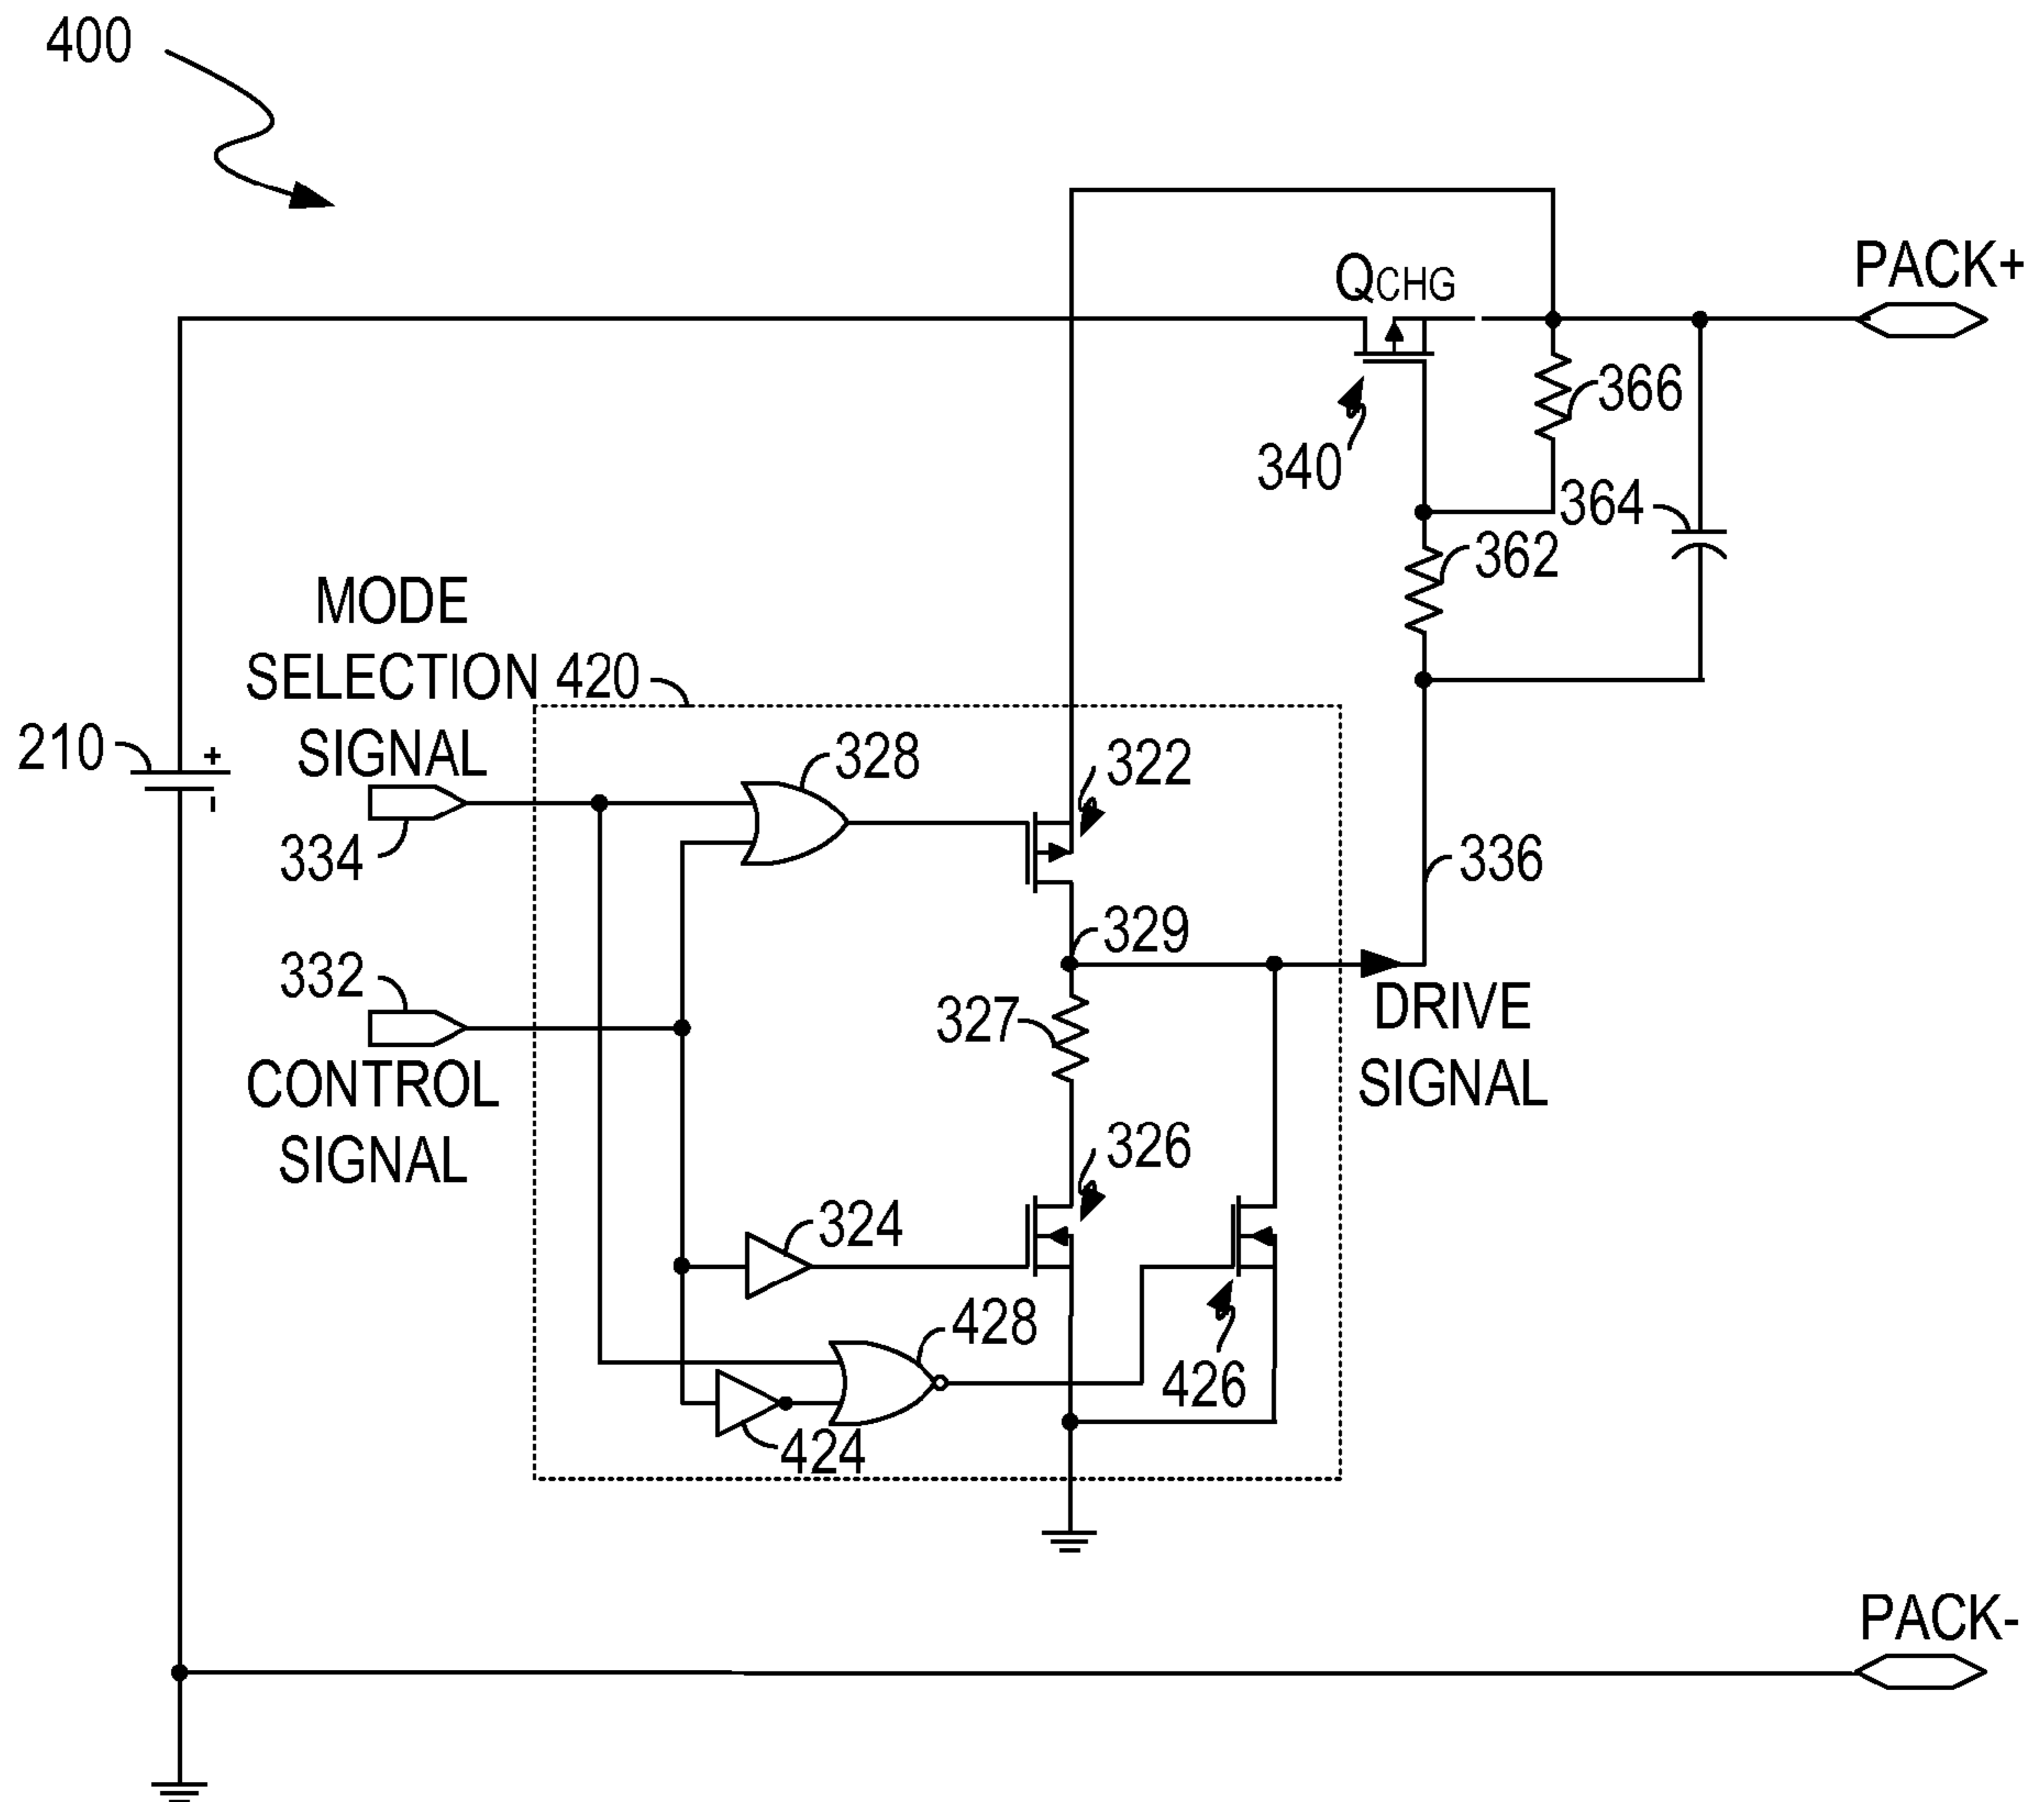 400
PACK+
QCHG
366
340
364
362
MODE
SELECTION
SIGNAL
420
210
+
-
328
322
334
336
329
332
327
DRIVE
SIGNAL
CONTROL
SIGNAL
326
324
428
426
424
PACK-